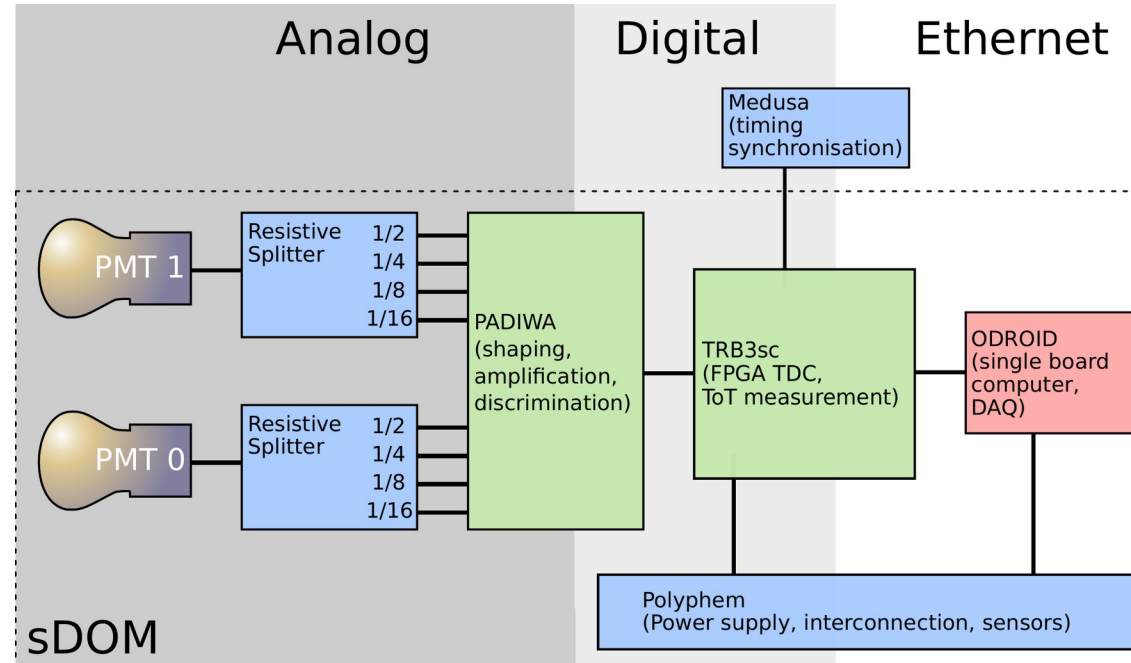 Analog
Digital
Ethernet
Medusa
(timing
synchronisation)
PMT 1
Resistive
Splitter
1/2
1/4
1/8
1/16
PADIWA
(shaping,
amplification,
discrimination)
TRB3sc
(FPGA TDC,
ToT measurement)
ODROID
(single board
computer,
DAQ)
PMT 0
Resistive
Splitter
1/2
1/4
1/8
1/16
Polyphem
(Power supply, interconnection, sensors)
sDOM